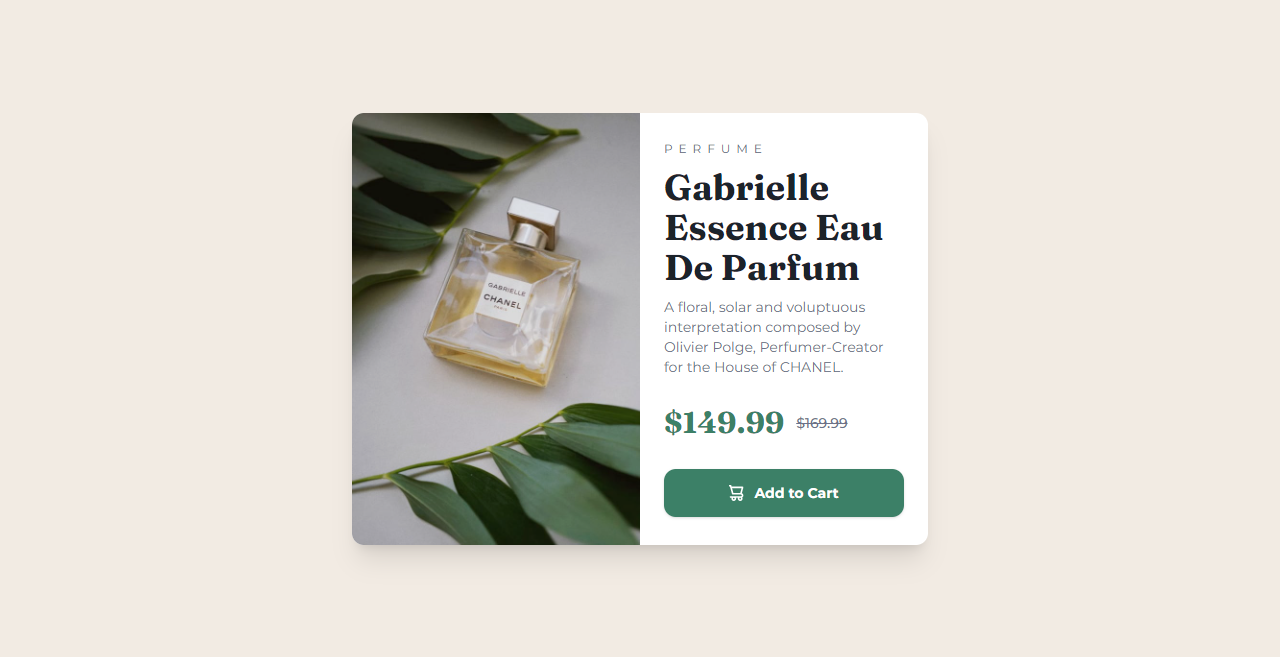 GABRIELLE
CHANEL
PARIS
PERFUME
Gabrielle
Essence Eau
De Parfum
A floral, solar and voluptuous
interpretation composed by
Olivier Polge, Perfumer-Creator
for the House of CHANEL.
$149.99 $169.99
Add to Cart